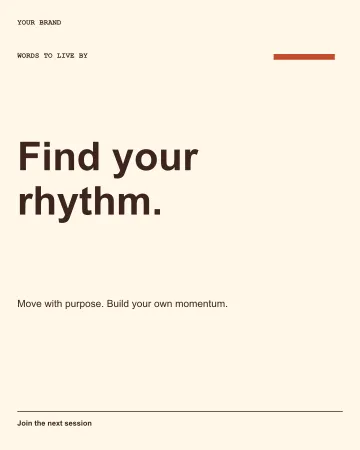 YOUR BRAND
WORDS TO LIVE BY
Find your
rhythm.
Move with purpose. Build your own momentum.
Join the next session